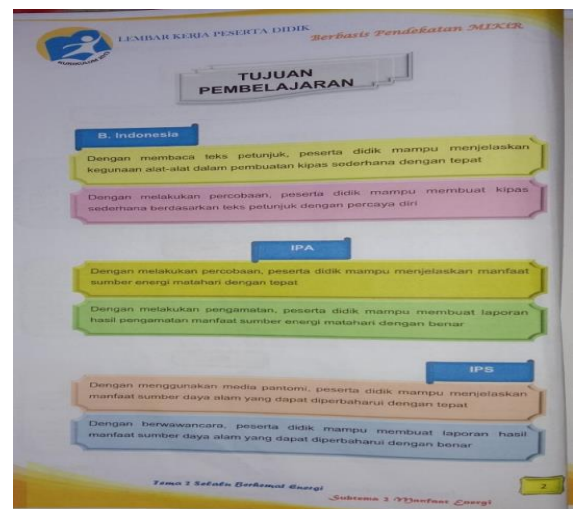 LEMBAR KERJA PESERTA DIDIK
Berbasis Pendekatan MIKIR
KURIKULUM 2013
TUJUAN
PEMBELAJARAN
B. Indonesia
Dengan membaca teks petunjuk, peserta didik mampu menjelaskan
kegunaan alat-alat dalam pembuatan kipas sederhana dengan tepat
Dengan melakukan percobaan, peserta didik mampu membuat kipas
sederhana berdasarkan teks petunjuk dengan percaya diri
IPA
Dengan melakukan percobaan, peserta didik mampu menjelaskan manfaat
sumber energi matahari dengan tepat
Dengan melakukan pengamatan, peserta didik mampu membuat laporan
hasil pengamatan manfaat sumber energi matahari dengan benar
IPS
Dengan menggunakan media pantomi, peserta didik mampu menjelaskan
manfaat sumber daya alam yang dapat diperbaharui dengan tepat
Dengan berwawancara, peserta didik mampu membuat laporan hasil
manfaat sumber daya alam yang dapat diperbaharui dengan benar
Tema 2 Selalu Berhemat Energi
2
Subtema 2 Manfaat Energi